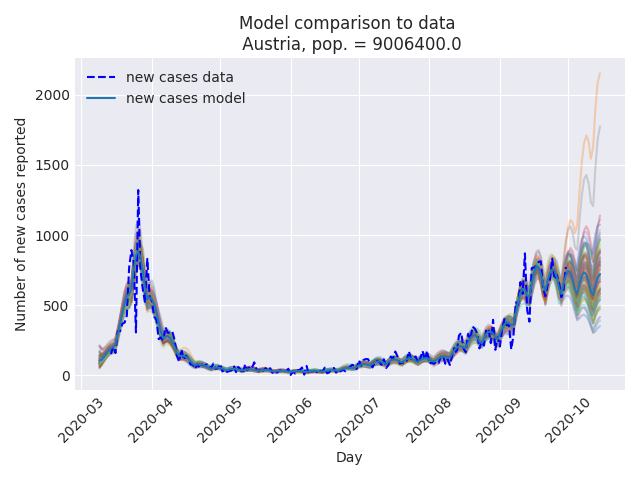 Model comparison to data
Austria, pop. = 9006400.0
new cases data
new cases model
Number of new cases reported
2000
1500
1000
500
0
2020-03
2020-04
2020-05
2020-06
2020-07
2020-08
2020-09
2020-10
Day